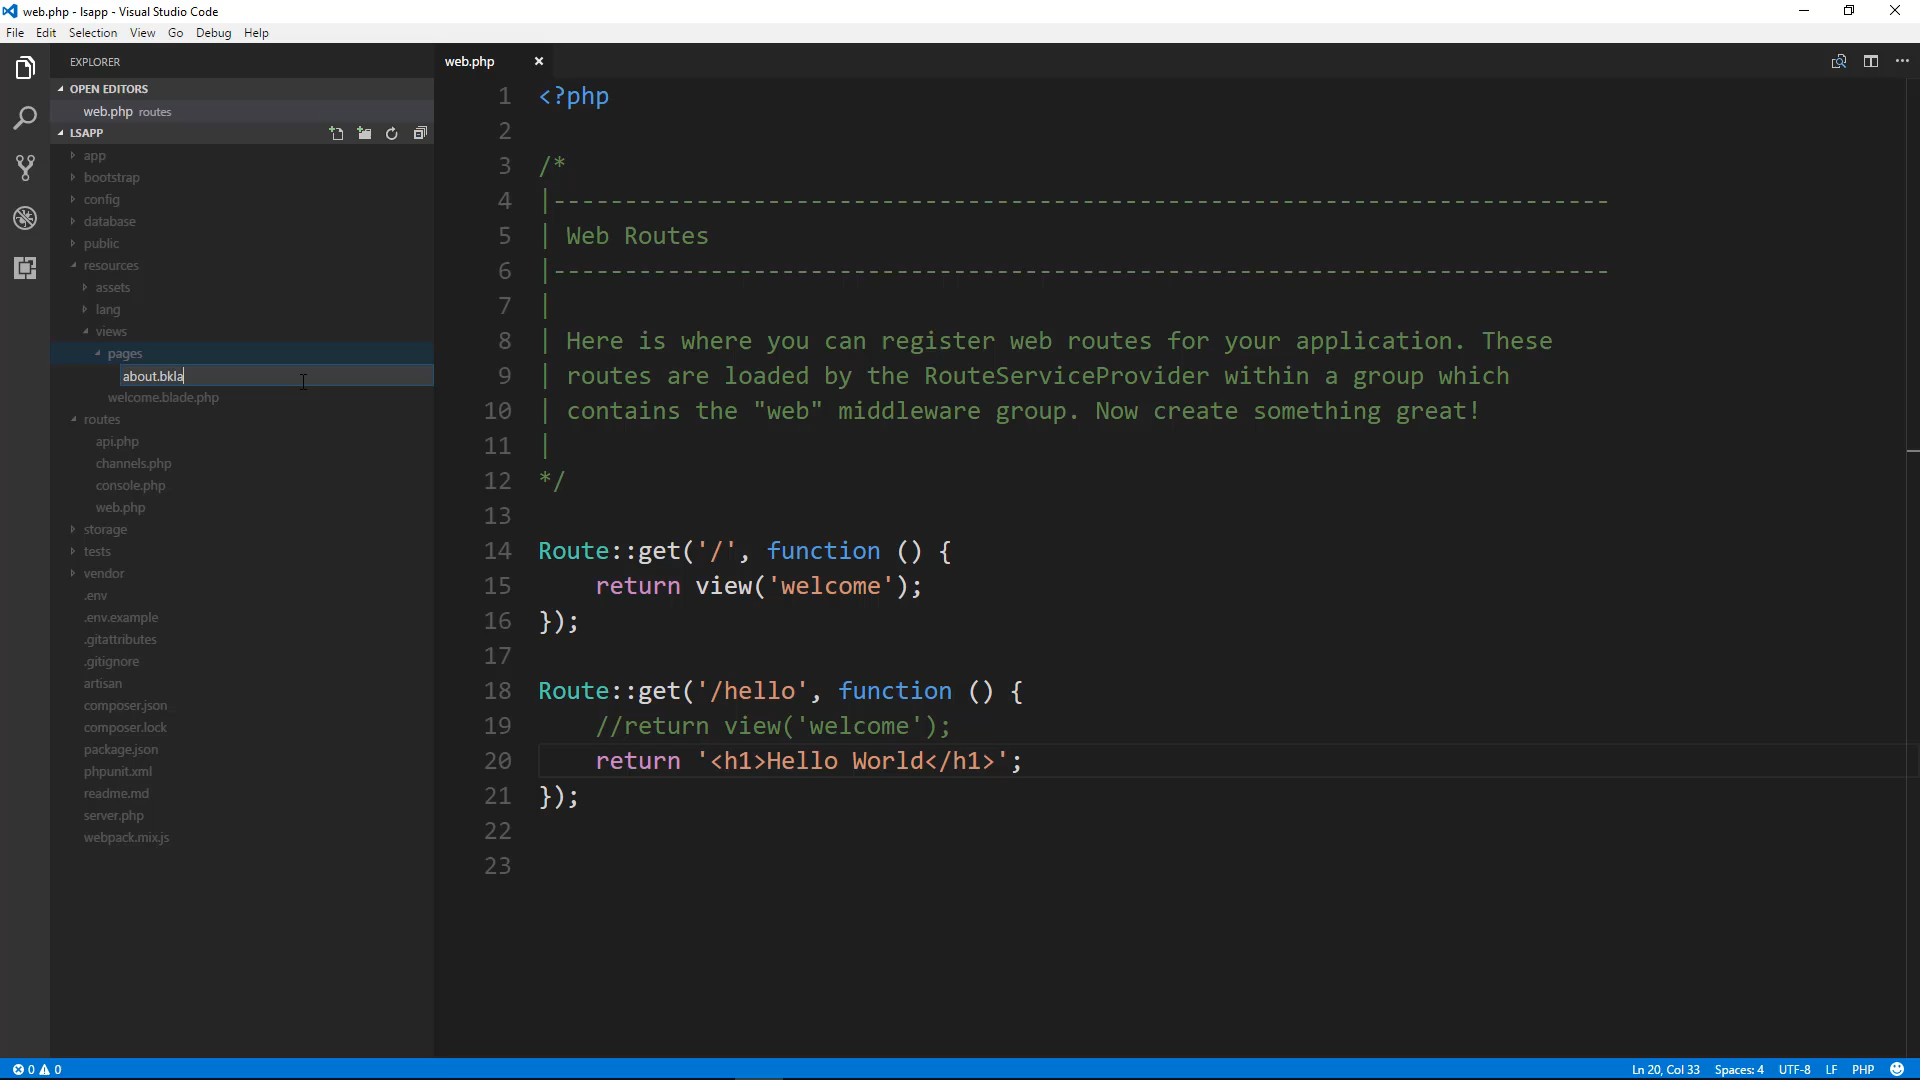 web.php - lsapp - Visual Studio Code
File Edit Selection View Go Debug Help
EXPLORER
OPEN EDITORS
web.php routes
LSAPP
app
bootstrap
config
database
public
resources
assets
lang
views
pages
about.bkla
welcome.blade.php
routes
api.php
channels.php
console.php
web.php
storage
tests
vendor
.env
.env.example
.gitattributes
.gitignore
artisan
composer.json
composer.lock
package.json
phpunit.xml
readme.md
server.php
webpack.mix.js
web.php
1 <?php
2
3 /*
4 |--------------------------------------------------------------------------
5 | Web Routes
6 |--------------------------------------------------------------------------
7 |
8 | Here is where you can register web routes for your application. These
9 | routes are loaded by the RouteServiceProvider within a group which
10 | contains the "web" middleware group. Now create something great!
11 |
12 */
13
14 Route::get('/', function () {
15     return view('welcome');
16 });
17
18 Route::get('/hello', function () {
19     //return view('welcome');
20     return '<h1>Hello World</h1>';
21 });
22
23
0 0
Ln 20, Col 33 Spaces: 4 UTF-8 LF PHP